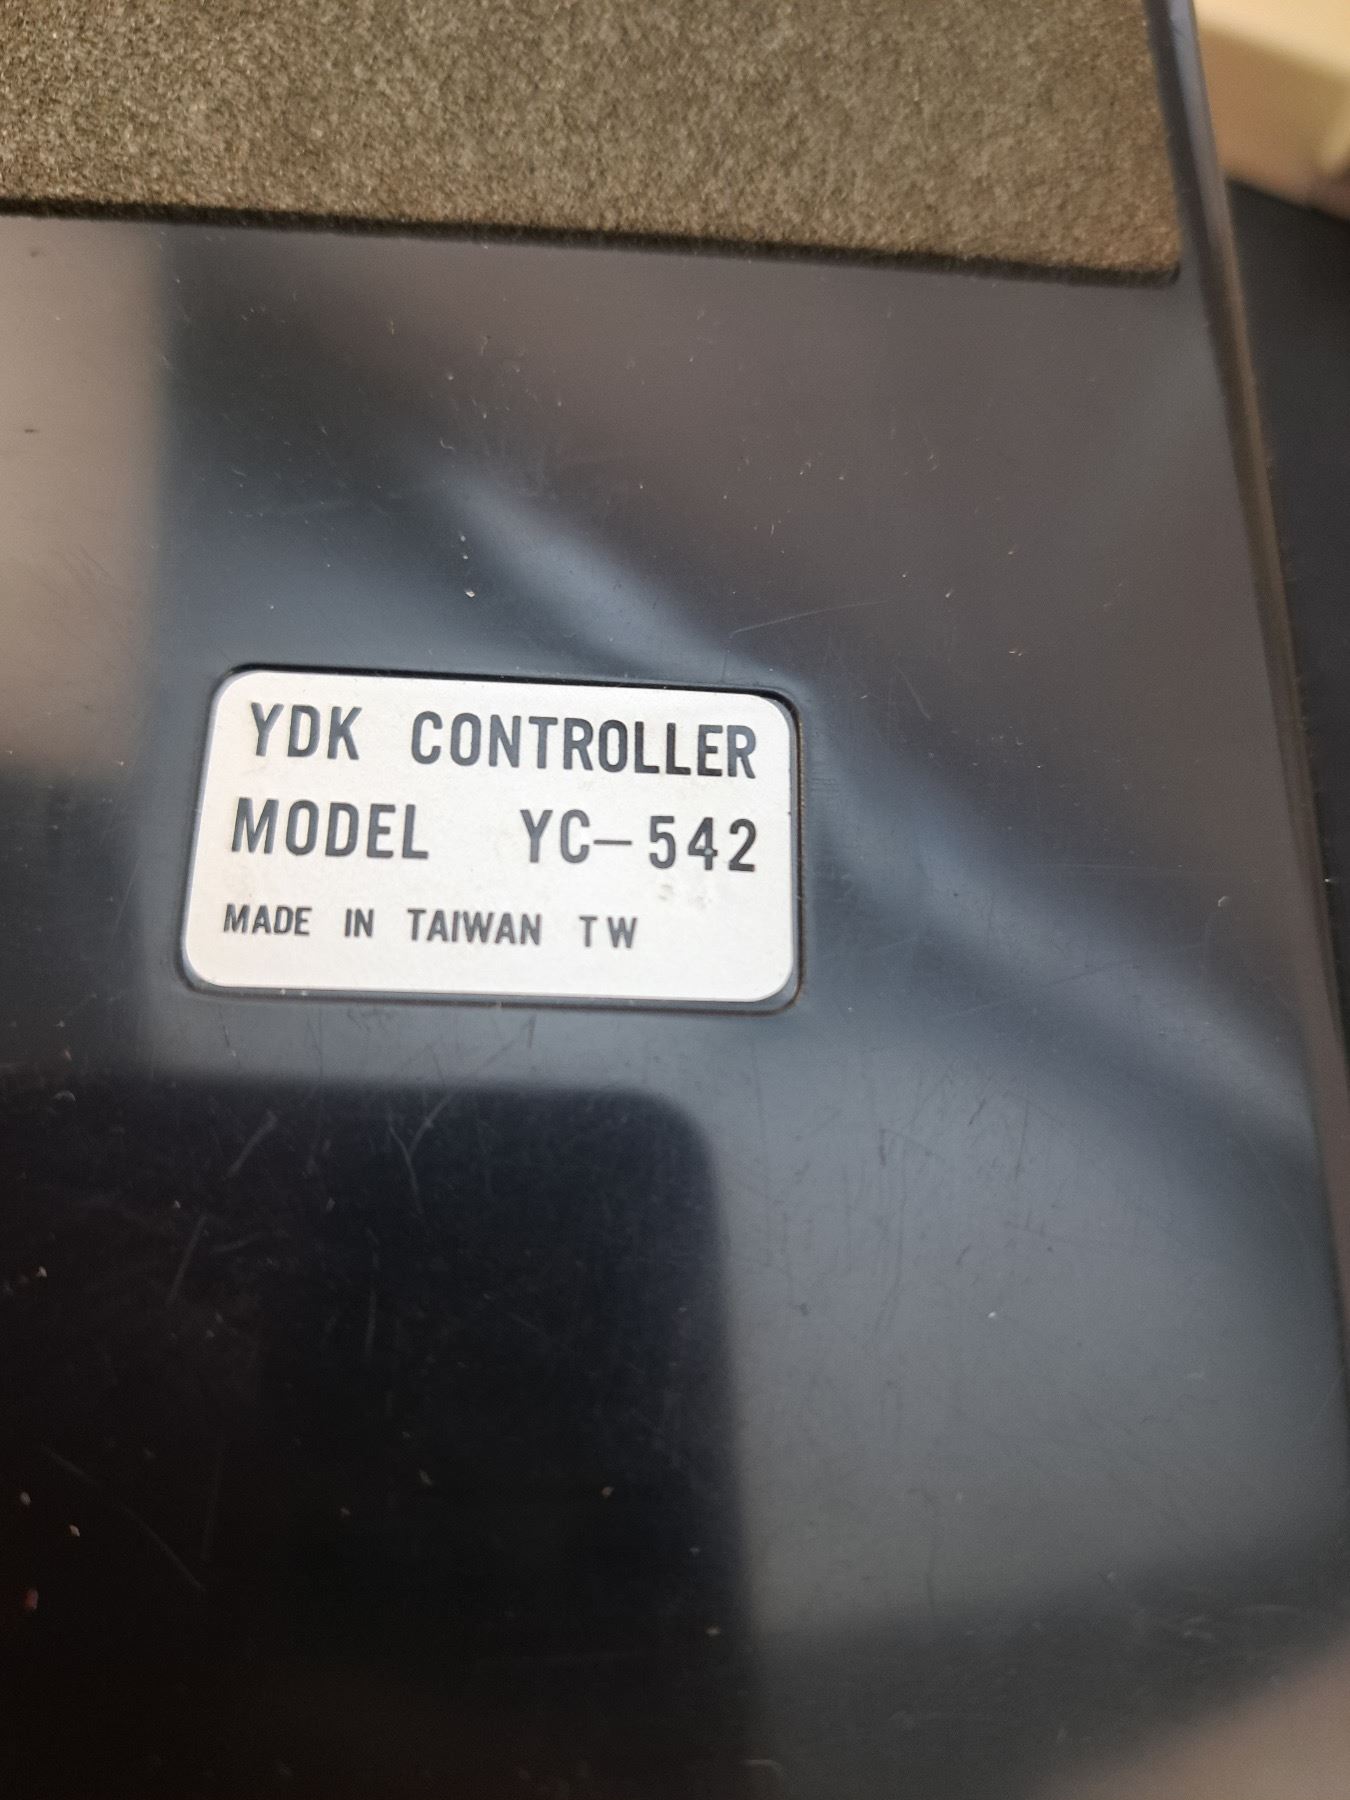 YDK CONTROLLER
MODEL YC-542
MADE IN TAIWAN TW